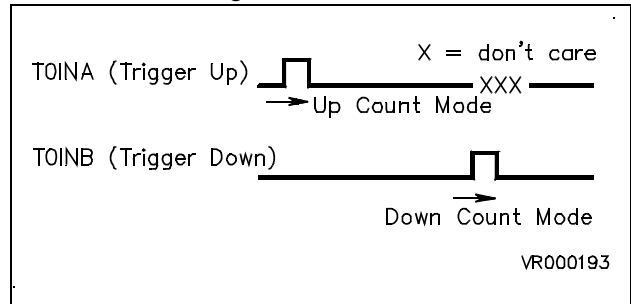 X = don't care
T0INA (Trigger Up)
XXX
Up Count Mode
T0INB (Trigger Down)
Down Count Mode
VR000193